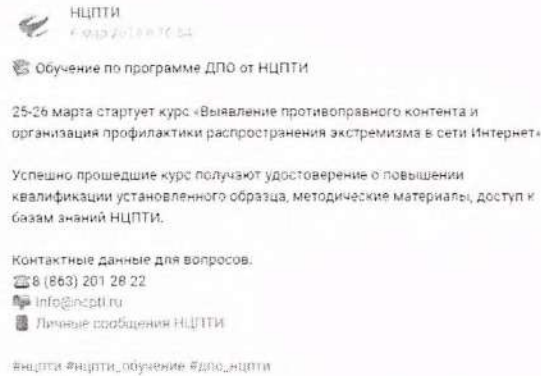 НЦПТИ
6 мар
Обучение по программе ДПО от НЦПТИ
25-26 марта стартует курс «Выявление противоправного контента и
организация профилактики распространения экстремизма в сети Интернет»
Успешно прошедшие курс получают удостоверение о повышении
квалификации установленного образца, методические материалы, доступ к
базам знаний НЦПТИ.
Контактные данные для вопросов.
8 (863) 201 28 22
info@ncpti.ru
Личные сообщения НЦПТИ
#нцпти #нцпти_обучение #дпо_нцпти